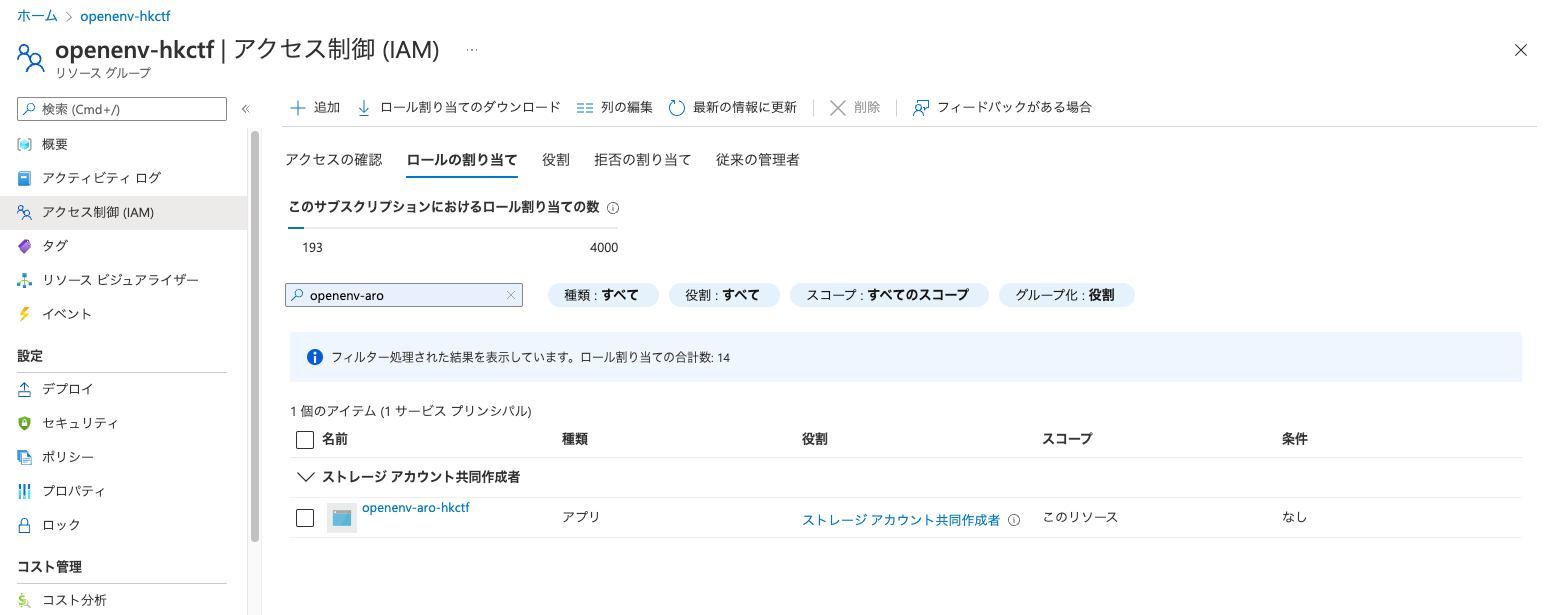 ホーム > openenv-hkctf
openenv-hkctf | アクセス制御 (IAM) …
リソース グループ
検索 (Cmd+/) «
概要
アクティビティ ログ
アクセス制御 (IAM)
タグ
リソース ビジュアライザー
イベント
設定
デプロイ
セキュリティ
ポリシー
プロパティ
ロック
コスト管理
コスト分析
追加 ロール割り当てのダウンロード 列の編集 最新の情報に更新 削除 フィードバックがある場合
アクセスの確認 ロールの割り当て 役割 拒否の割り当て 従来の管理者
このサブスクリプションにおけるロール割り当ての数
193 4000
openenv-aro 種類 : すべて 役割 : すべて スコープ : すべてのスコープ グループ化 : 役割
フィルター処理された結果を表示しています。ロール割り当ての合計数: 14
1 個のアイテム (1 サービス プリンシパル)
名前 種類 役割 スコープ 条件
ストレージ アカウント共同作成者
openenv-aro-hkctf アプリ ストレージ アカウント共同作成者 このリソース なし